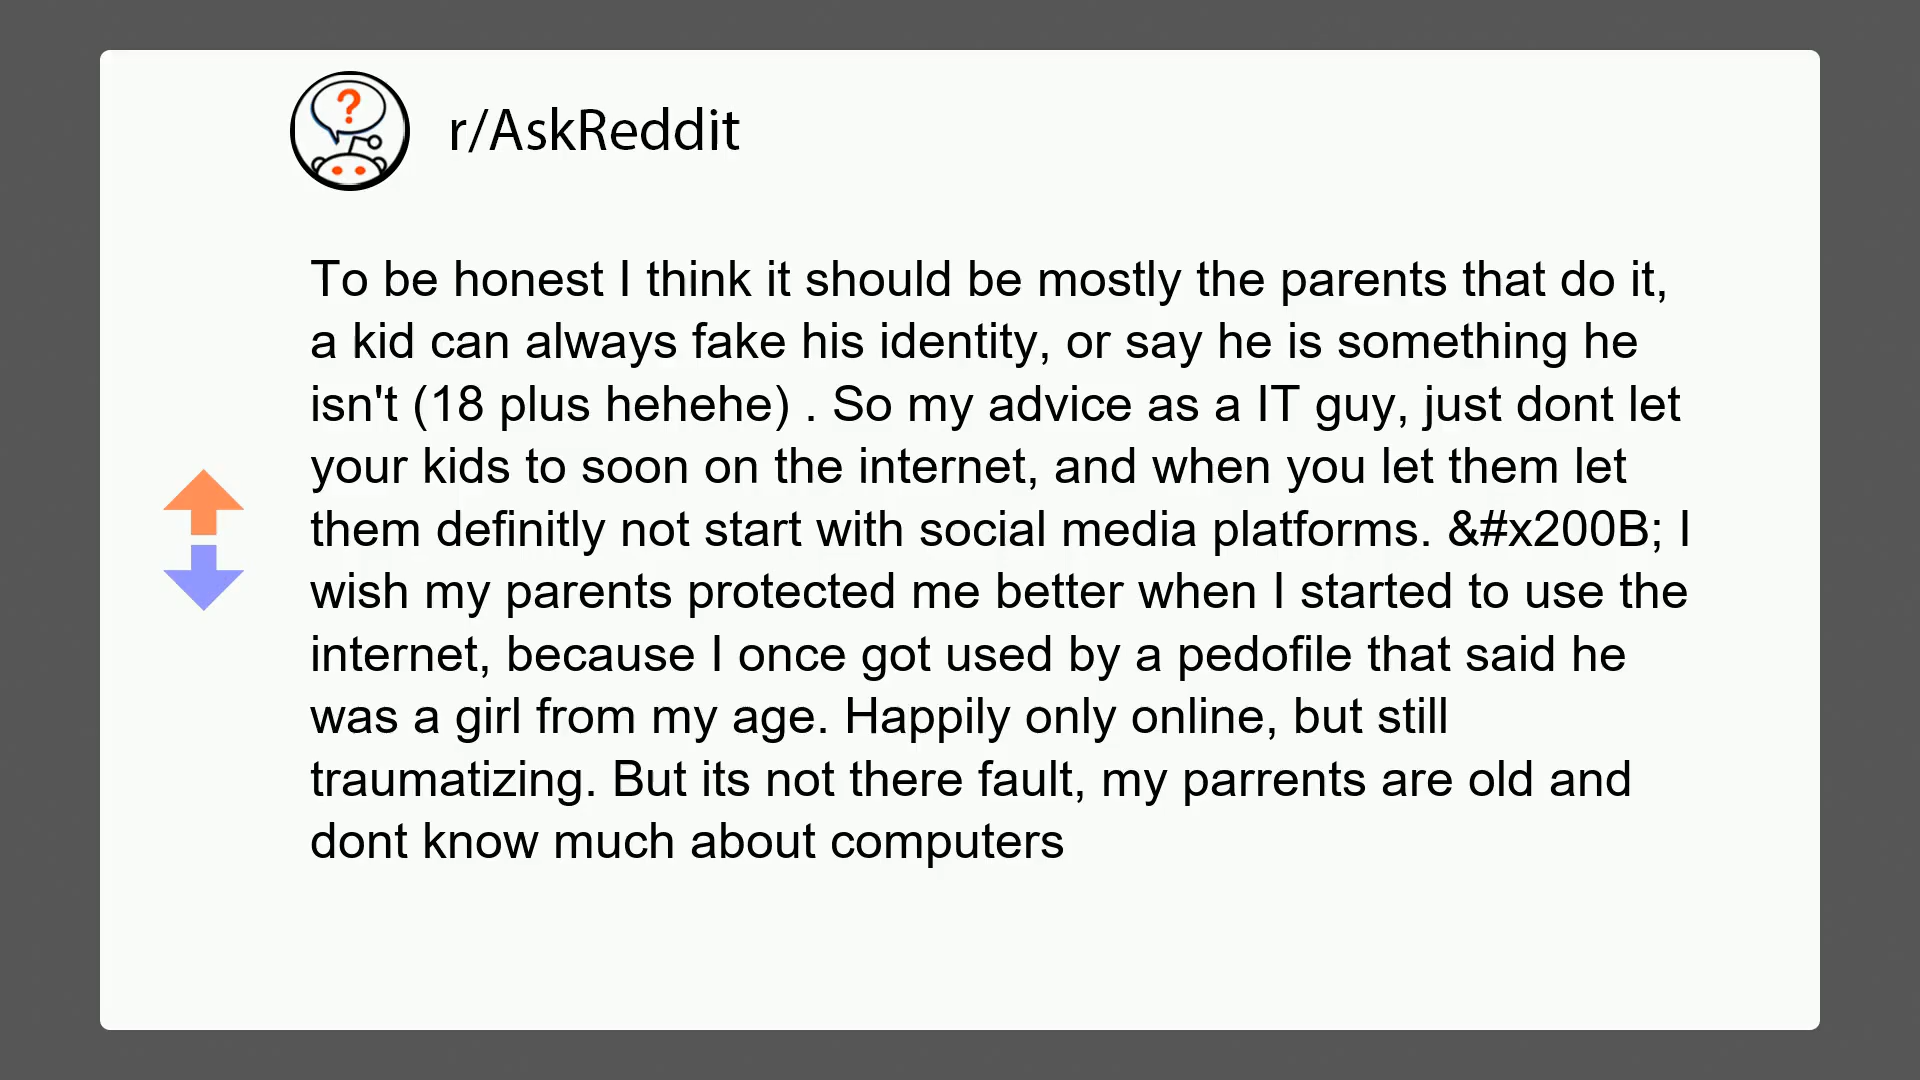 r/AskReddit
To be honest I think it should be mostly the parents that do it,
a kid can always fake his identity, or say he is something he
isn't (18 plus hehehe) . So my advice as a IT guy, just dont let
your kids to soon on the internet, and when you let them let
them definitly not start with social media platforms. &#x200B; I
wish my parents protected me better when I started to use the
internet, because I once got used by a pedofile that said he
was a girl from my age. Happily only online, but still
traumatizing. But its not there fault, my parrents are old and
dont know much about computers